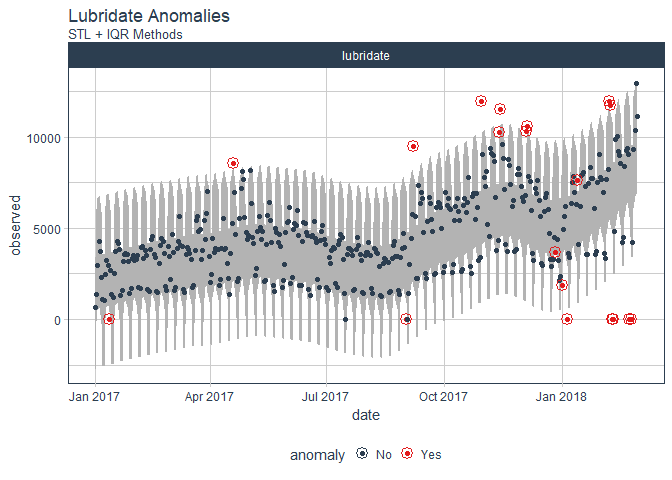 Lubridate Anomalies
STL + IQR Methods
lubridate
10000
5000
0
observed
Jan 2017 Apr 2017 Jul 2017 Oct 2017 Jan 2018
date
anomaly No Yes